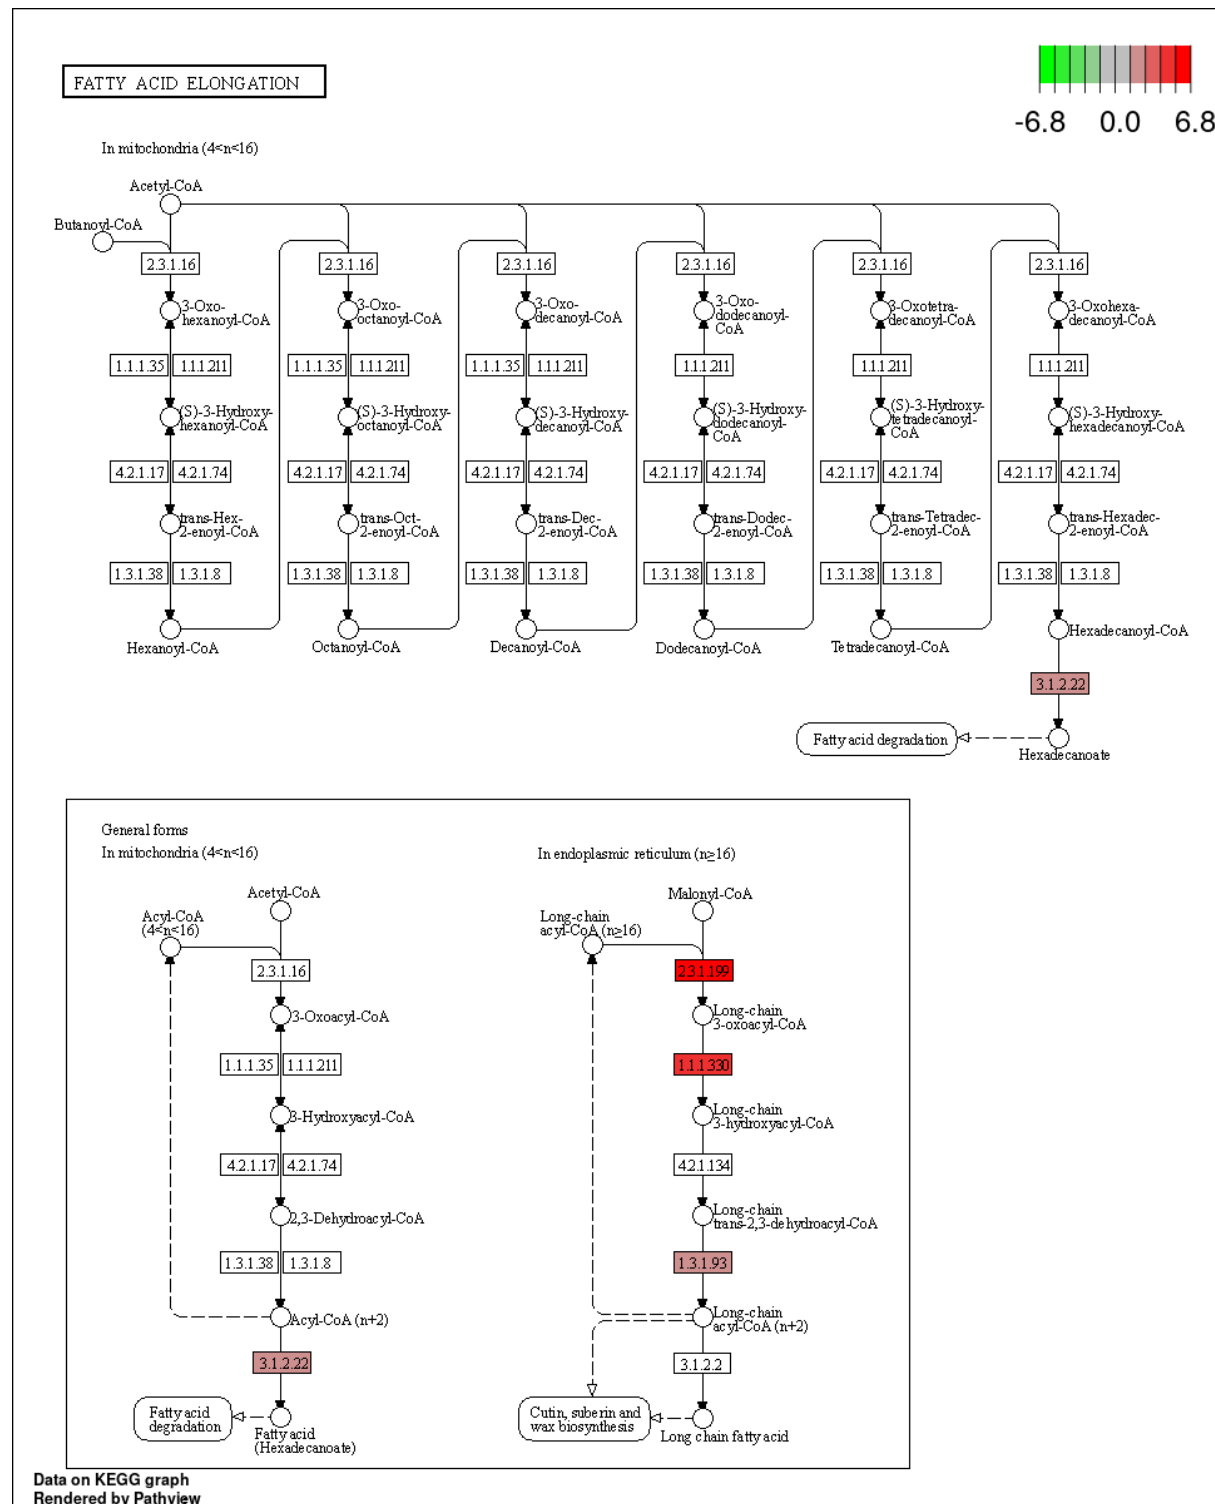 FATTY ACID ELONGATION
-6.8 0.0 6.8
In mitochondria (4<n<16)
Acetyl-CoA
Butanoyl-CoA
2.3.1.16 2.3.1.16 2.3.1.16 2.3.1.16 2.3.1.16 2.3.1.16
3-Oxo-
hexanoyl-CoA
3-Oxo-
octanoyl-CoA
3-Oxo-
decanoyl-CoA
3-Oxo-
dodecanoyl-
CoA
3-Oxotetra-
decanoyl-CoA
3-Oxohexa-
decanoyl-CoA
1.1.1.35 1.1.1.211 1.1.1.35 1.1.1.211 1.1.1.35 1.1.1.211 1.1.1.211 1.1.1.211 1.1.1.211
(S)-3-Hydroxy-
hexanoyl-CoA
(S)-3-Hydroxy-
octanoyl-CoA
(S)-3-Hydroxy-
decanoyl-CoA
(S)-3-Hydroxy-
dodecanoyl-
CoA
(S)-3-Hydroxy-
tetradecanoyl-
CoA
(S)-3-Hydroxy-
hexadecanoyl-CoA
4.2.1.17 4.2.1.74 4.2.1.17 4.2.1.74 4.2.1.17 4.2.1.74 4.2.1.17 4.2.1.74 4.2.1.17 4.2.1.74 4.2.1.17 4.2.1.74
trans-Hex-
2-enoyl-CoA
trans-Oct-
2-enoyl-CoA
trans-Dec-
2-enoyl-CoA
trans-Dodec-
2-enoyl-CoA
trans-Tetradec-
2-enoyl-CoA
trans-Hexadec-
2-enoyl-CoA
1.3.1.38 1.3.1.8 1.3.1.38 1.3.1.8 1.3.1.38 1.3.1.8 1.3.1.38 1.3.1.8 1.3.1.38 1.3.1.8 1.3.1.38 1.3.1.8
Hexanoyl-CoA Octanoyl-CoA Decanoyl-CoA Dodecanoyl-CoA Tetradecanoyl-CoA Hexadecanoyl-CoA
3.1.2.22
Fatty acid degradation
Hexadecanoate
General forms
In mitochondria (4<n<16)
Acetyl-CoA
Acyl-CoA
(4<n<16)
2.3.1.16
3-Oxoacyl-CoA
1.1.1.35 1.1.1.211
3-Hydroxyacyl-CoA
4.2.1.17 4.2.1.74
2,3-Dehydroacyl-CoA
1.3.1.38 1.3.1.8
Acyl-CoA (n+2)
3.1.2.22
Fatty acid
degradation
Fatty acid
(Hexadecanoate)
In endoplasmic reticulum (n≥16)
Malonyl-CoA
Long-chain
acyl-CoA (n≥16)
2.3.1.199
Long-chain
3-oxoacyl-CoA
1.1.1.330
Long-chain
3-hydroxyacyl-CoA
4.2.1.134
Long-chain
trans-2,3-dehydroacyl-CoA
1.3.1.93
Long-chain
acyl-CoA (n+2)
3.1.2.2
Cutin, suberin and
wax biosynthesis
Long chain fatty acid
Data on KEGG graph
Rendered by Pathview